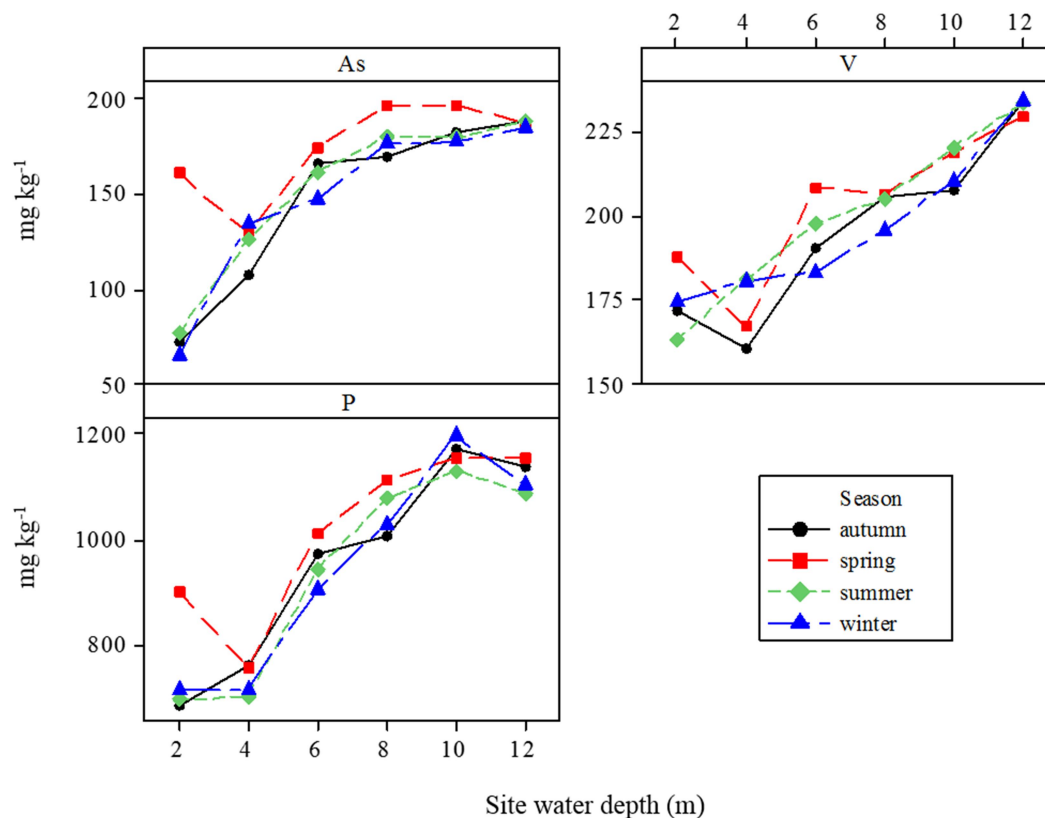 2 4 6 8 10 12
As
V
200
150
100
50
mg kg⁻¹
225
200
175
150
P
1200
1000
800
mg kg⁻¹
2 4 6 8 10 12
Season
autumn
spring
summer
winter
Site water depth (m)